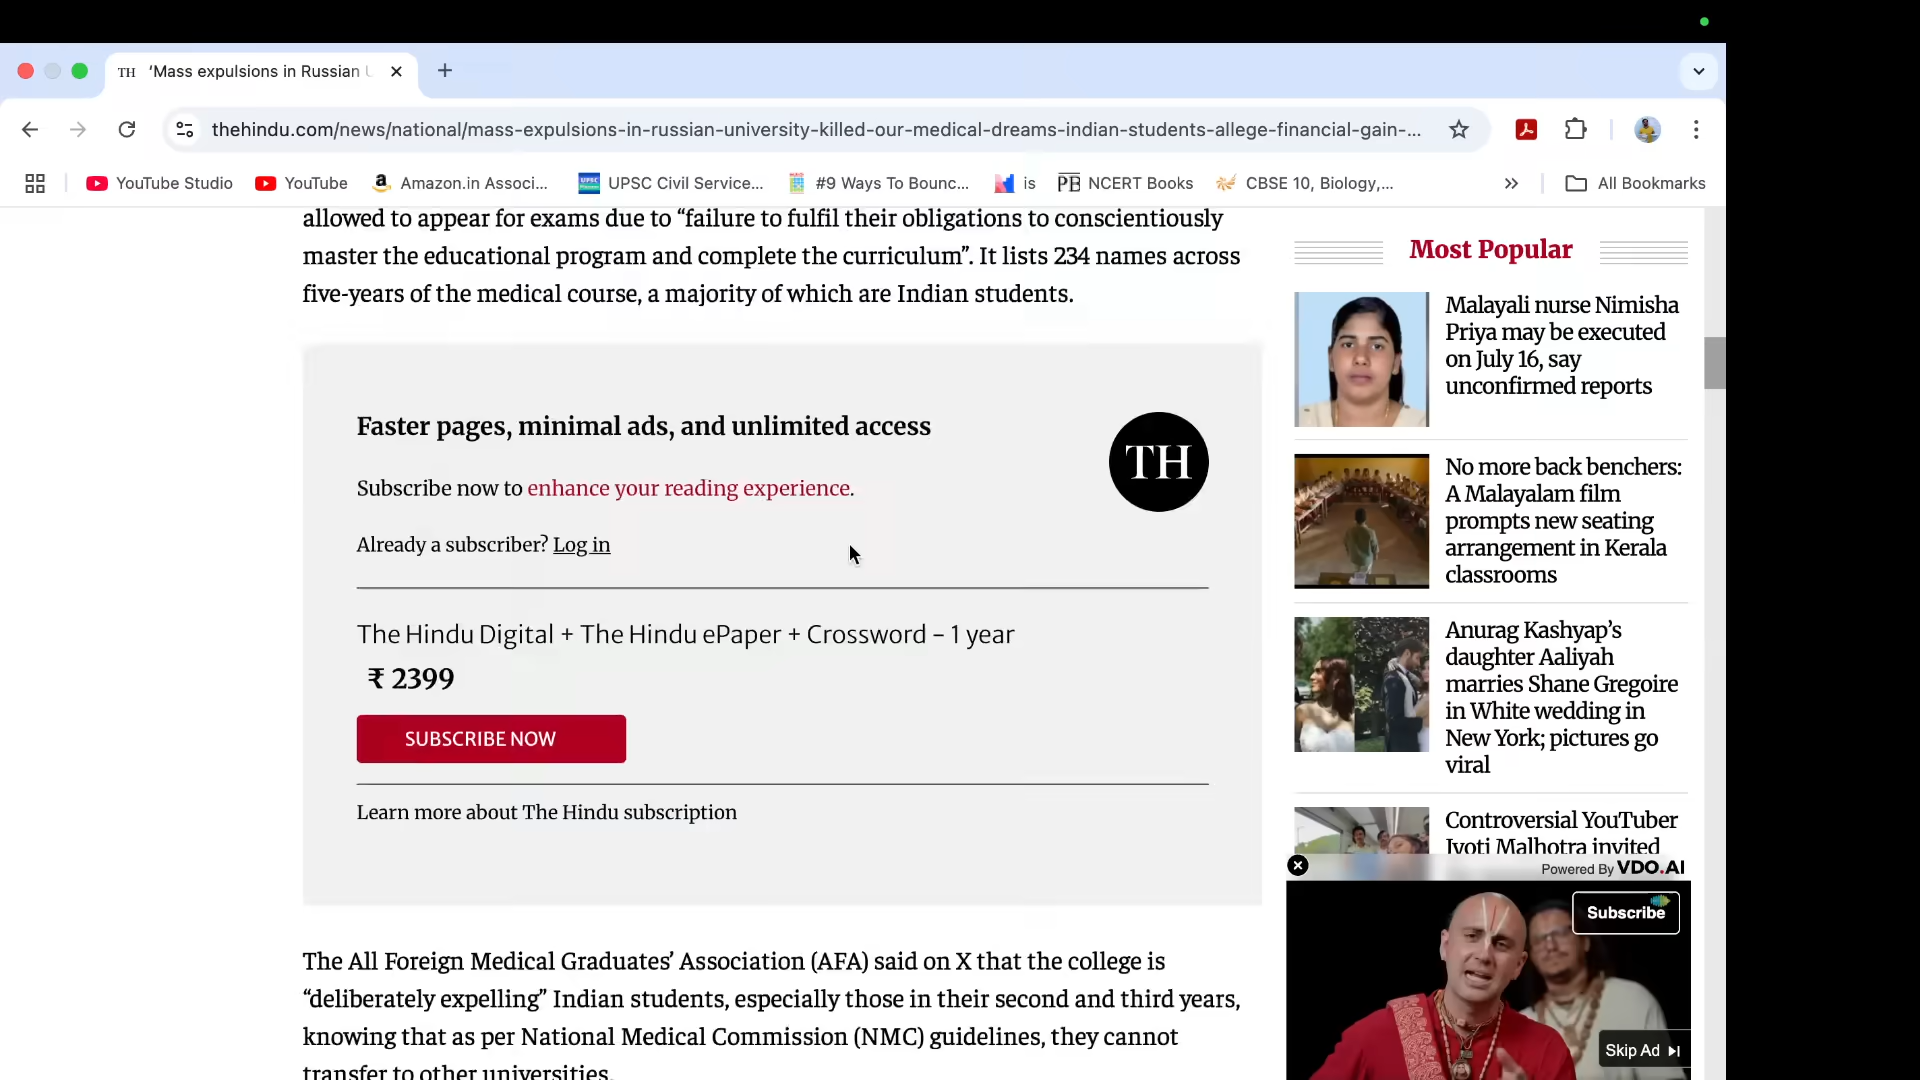 TH 'Mass expulsions in Russian
thehindu.com/news/national/mass-expulsions-in-russian-university-killed-our-medical-dreams-indian-students-allege-financial-gain-...
YouTube Studio
YouTube
Amazon.in Associ...
UPSC Civil Service...
#9 Ways To Bounc...
is
NCERT Books
CBSE 10, Biology,...
All Bookmarks
allowed to appear for exams due to “failure to fulfil their obligations to conscientiously
master the educational program and complete the curriculum”. It lists 234 names across
five-years of the medical course, a majority of which are Indian students.
Faster pages, minimal ads, and unlimited access
Subscribe now to enhance your reading experience.
Already a subscriber? Log in
TH
The Hindu Digital + The Hindu ePaper + Crossword – 1 year
₹ 2399
SUBSCRIBE NOW
Learn more about The Hindu subscription
The All Foreign Medical Graduates’ Association (AFA) said on X that the college is
“deliberately expelling” Indian students, especially those in their second and third years,
knowing that as per National Medical Commission (NMC) guidelines, they cannot
transfer to other universities.
Most Popular
Malayali nurse Nimisha
Priya may be executed
on July 16, say
unconfirmed reports
No more back benchers:
A Malayalam film
prompts new seating
arrangement in Kerala
classrooms
Anurag Kashyap’s
daughter Aaliyah
marries Shane Gregoire
in White wedding in
New York; pictures go
viral
Controversial YouTuber
Jyoti Malhotra invited
Powered By VDO.AI
Subscribe
Skip Ad